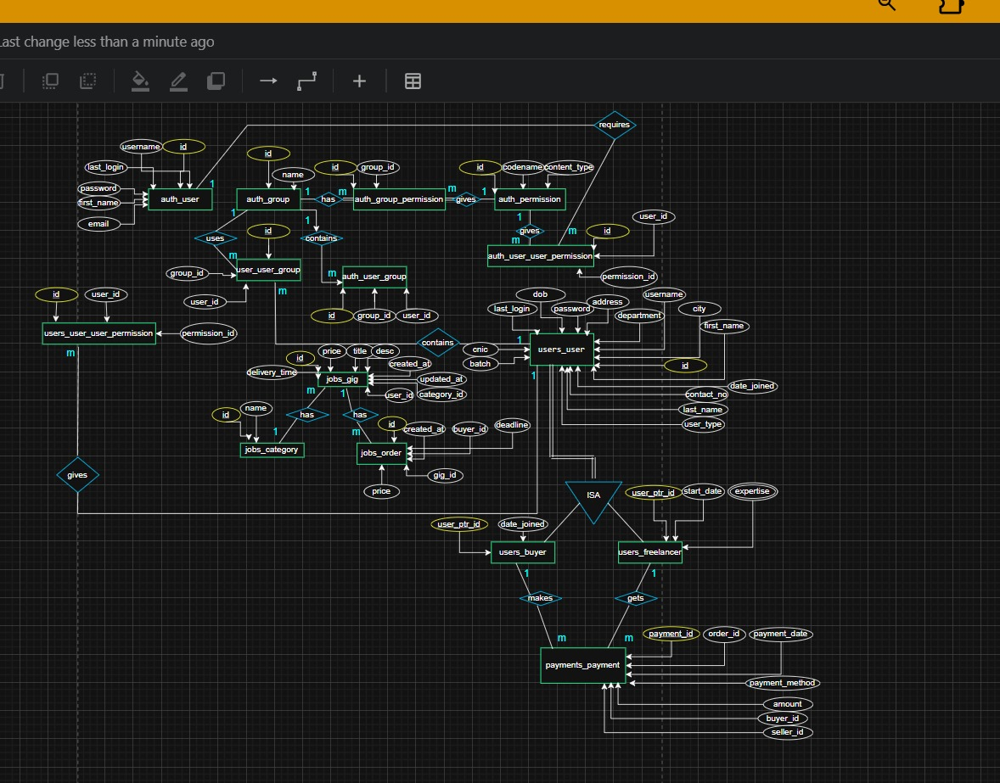 Last change less than a minute ago
requires
username
id
last_login
password
first_name
email
auth_user
1
id
name
auth_group
1
has
m
id
group_id
auth_group_permission
m
gives
1
id
codename
content_type
auth_permission
1
gives
m
m
id
user_id
auth_user_user_permission
permission_id
1
uses
m
id
1
contains
m
group_id
user_user_group
user_id
m
auth_user_group
id
group_id
user_id
id
user_id
users_user_user_permission
permission_id
m
dob
username
last_login
password
address
department
city
first_name
contains
1
cnic
batch
users_user
id
1
date_joined
contact_no
last_name
user_type
id
price
title
desc
created_at
delivery_time
jobs_gig
updated_at
user_id
category_id
m
1
id
name
has
has
1
m
jobs_category
id
created_at
buyer_id
deadline
jobs_order
gig_id
price
gives
ISA
user_ptr_id
start_date
expertise
user_ptr_id
date_joined
users_buyer
users_freelancer
1
1
makes
gets
m
m
payment_id
order_id
payment_date
payments_payment
payment_method
amount
buyer_id
seller_id